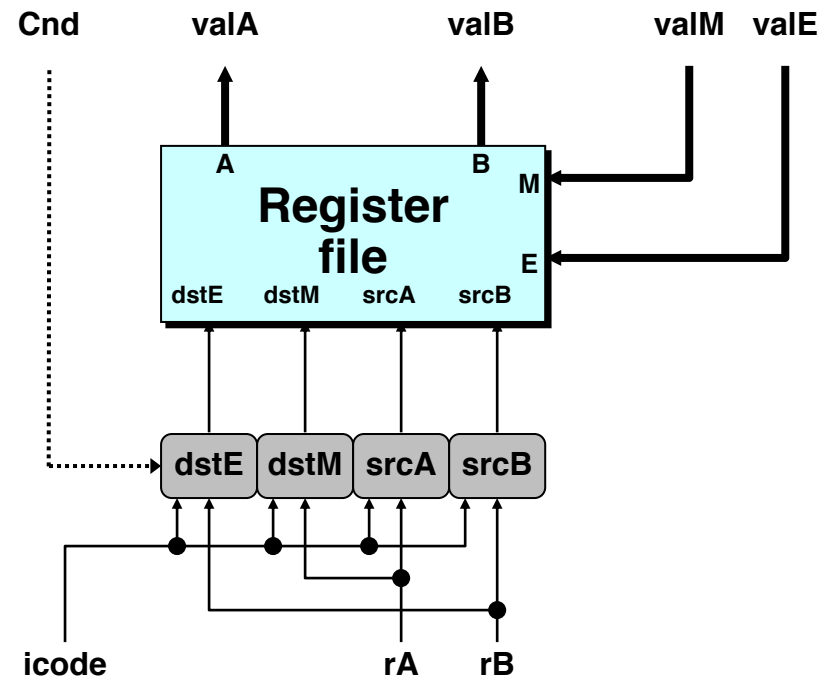 Cnd valA valB valM valE
A B
M
Register
file
E
dstE dstM srcA srcB
dstE dstM srcA srcB
icode rA rB